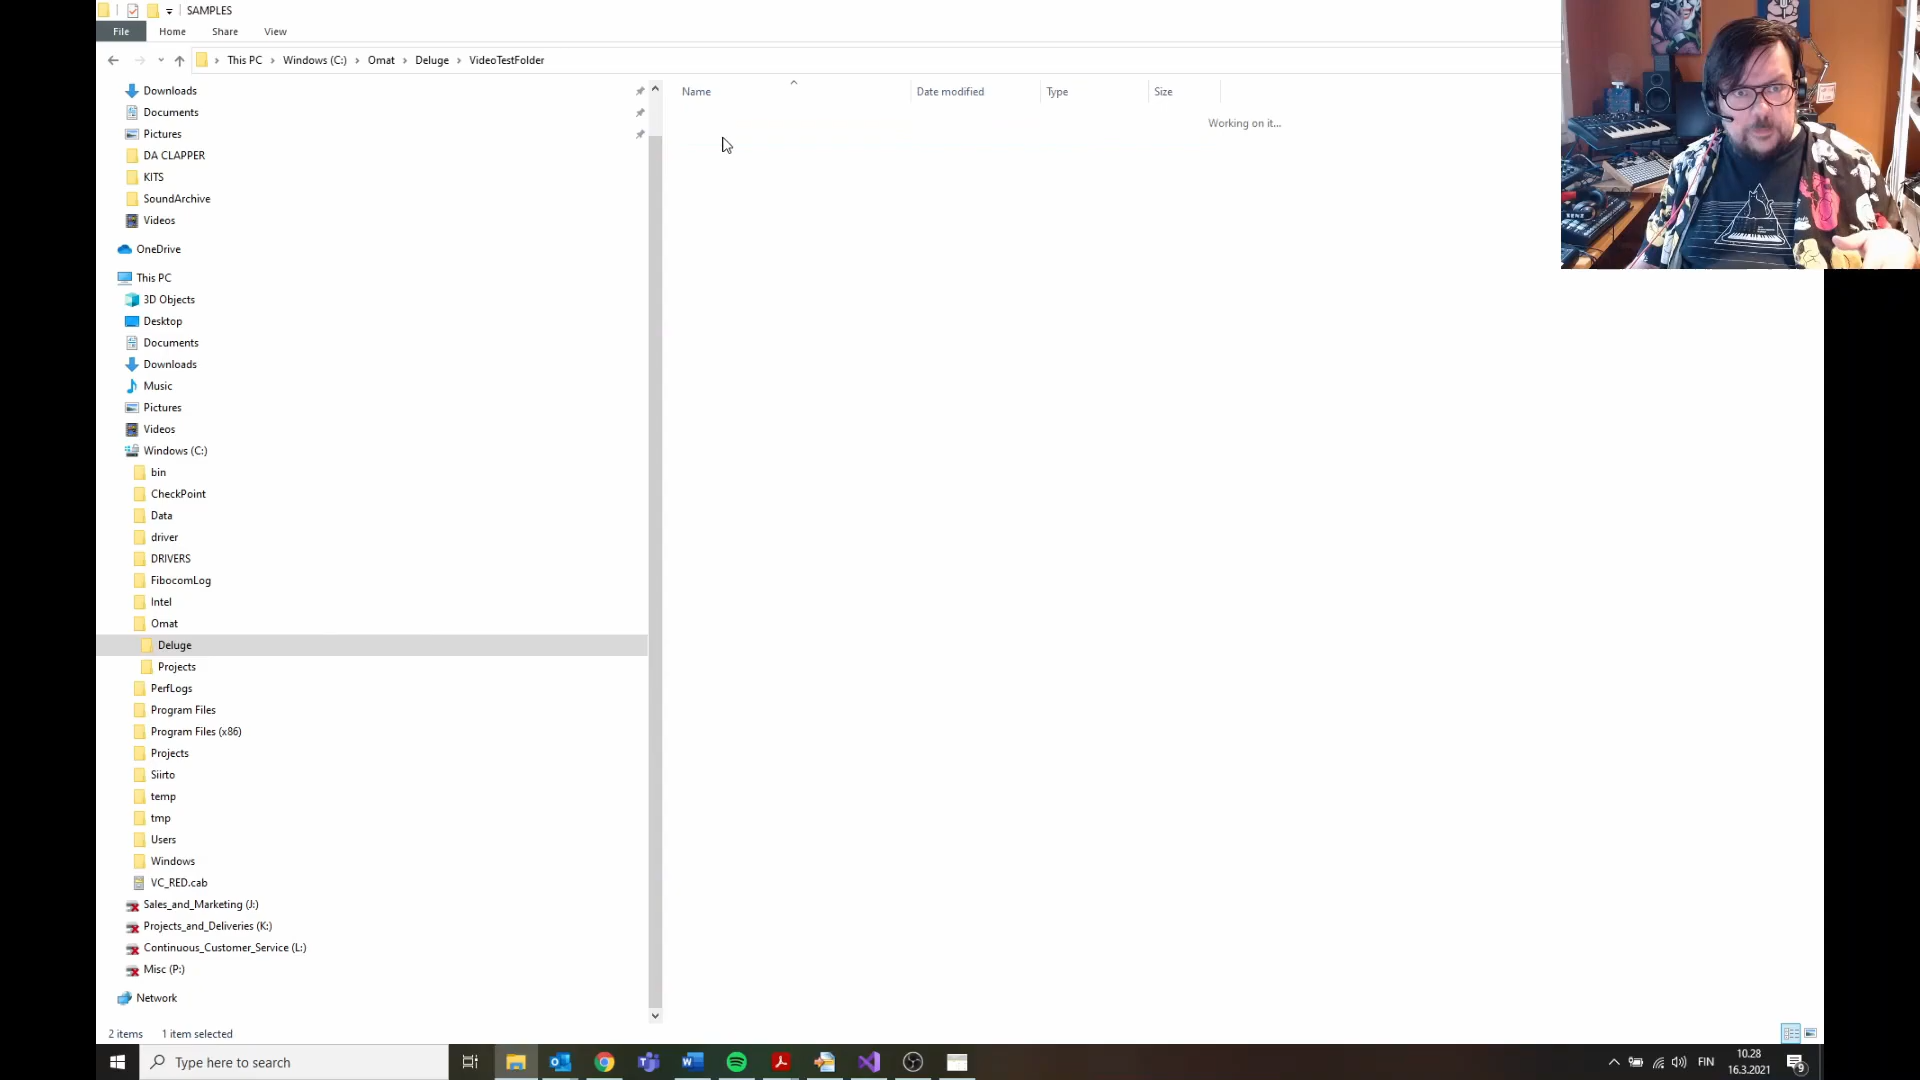 SAMPLES
File Home Share View
This PC > Windows (C:) > Omat > Deluge > VideoTestFolder
Name Date modified Type Size
Working on it...
Downloads
Documents
Pictures
DA CLAPPER
KITS
SoundArchive
Videos
OneDrive
This PC
3D Objects
Desktop
Documents
Downloads
Music
Pictures
Videos
Windows (C:)
bin
CheckPoint
Data
driver
DRIVERS
FibocomLog
Intel
Omat
Deluge
Projects
PerfLogs
Program Files
Program Files (x86)
Projects
Siirto
temp
tmp
Users
Windows
VC_RED.cab
Sales_and_Marketing (J:)
Projects_and_Deliveries (K:)
Continuous_Customer_Service (L:)
Misc (P:)
Network
2 items 1 item selected
Type here to search
FIN
10.28
16.3.2021
9